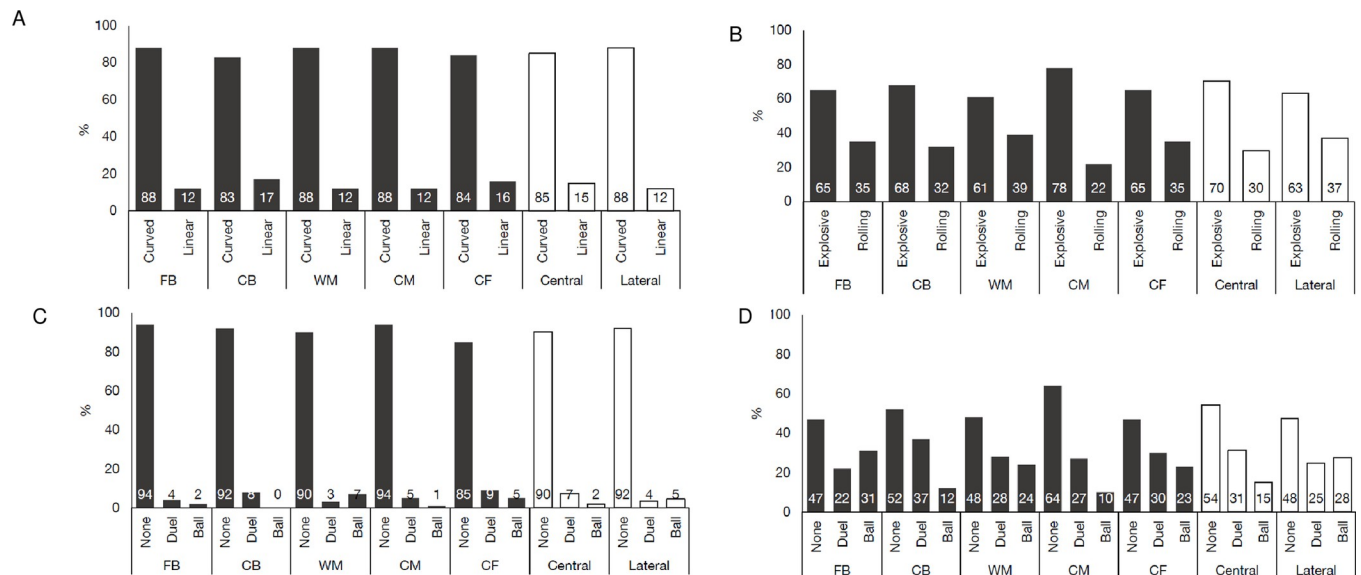 A
100
80
60
40
20
0
%
88 12 83 17 88 12 88 12 84 16 85 15 88 12
Curved Linear Curved Linear Curved Linear Curved Linear Curved Linear Curved Linear Curved Linear
FB CB WM CM CF Central Lateral
B
100
80
60
40
20
0
%
65 35 68 32 61 39 78 22 65 35 70 30 63 37
Explosive Rolling Explosive Rolling Explosive Rolling Explosive Rolling Explosive Rolling Explosive Rolling Explosive Rolling
FB CB WM CM CF Central Lateral
C
100
80
60
40
20
0
%
94 4 2 92 8 0 90 3 7 94 5 1 85 9 5 90 7 2 92 4 5
None Duel Ball None Duel Ball None Duel Ball None Duel Ball None Duel Ball None Duel Ball None Duel Ball
FB CB WM CM CF Central Lateral
D
100
80
60
40
20
0
%
47 22 31 52 37 12 48 28 24 64 27 10 47 30 23 54 31 15 48 25 28
None Duel Ball None Duel Ball None Duel Ball None Duel Ball None Duel Ball None Duel Ball None Duel Ball
FB CB WM CM CF Central Lateral